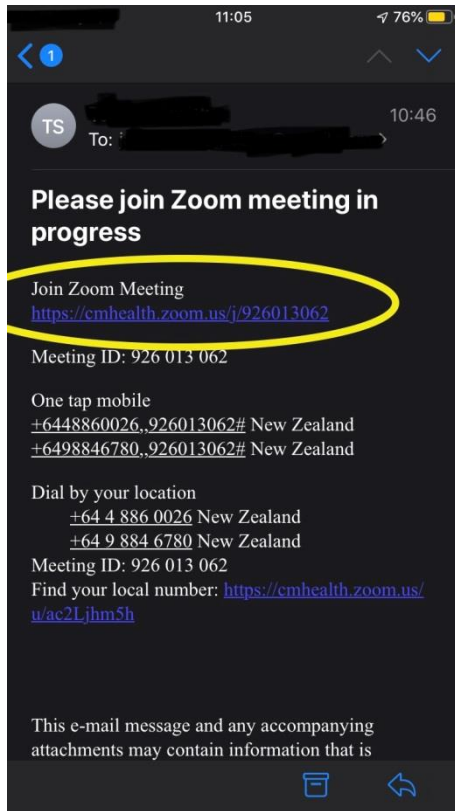 11:05
76%
1
TS
10:46
To:
Please join Zoom meeting in
progress
Join Zoom Meeting
https://cmhealth.zoom.us/j/926013062
Meeting ID: 926 013 062
One tap mobile
+6448860026,,926013062# New Zealand
+6498846780,,926013062# New Zealand
Dial by your location
+64 4 886 0026 New Zealand
+64 9 884 6780 New Zealand
Meeting ID: 926 013 062
Find your local number: https://cmhealth.zoom.us/
u/ac2Ljhm5h
This e-mail message and any accompanying
attachments may contain information that is